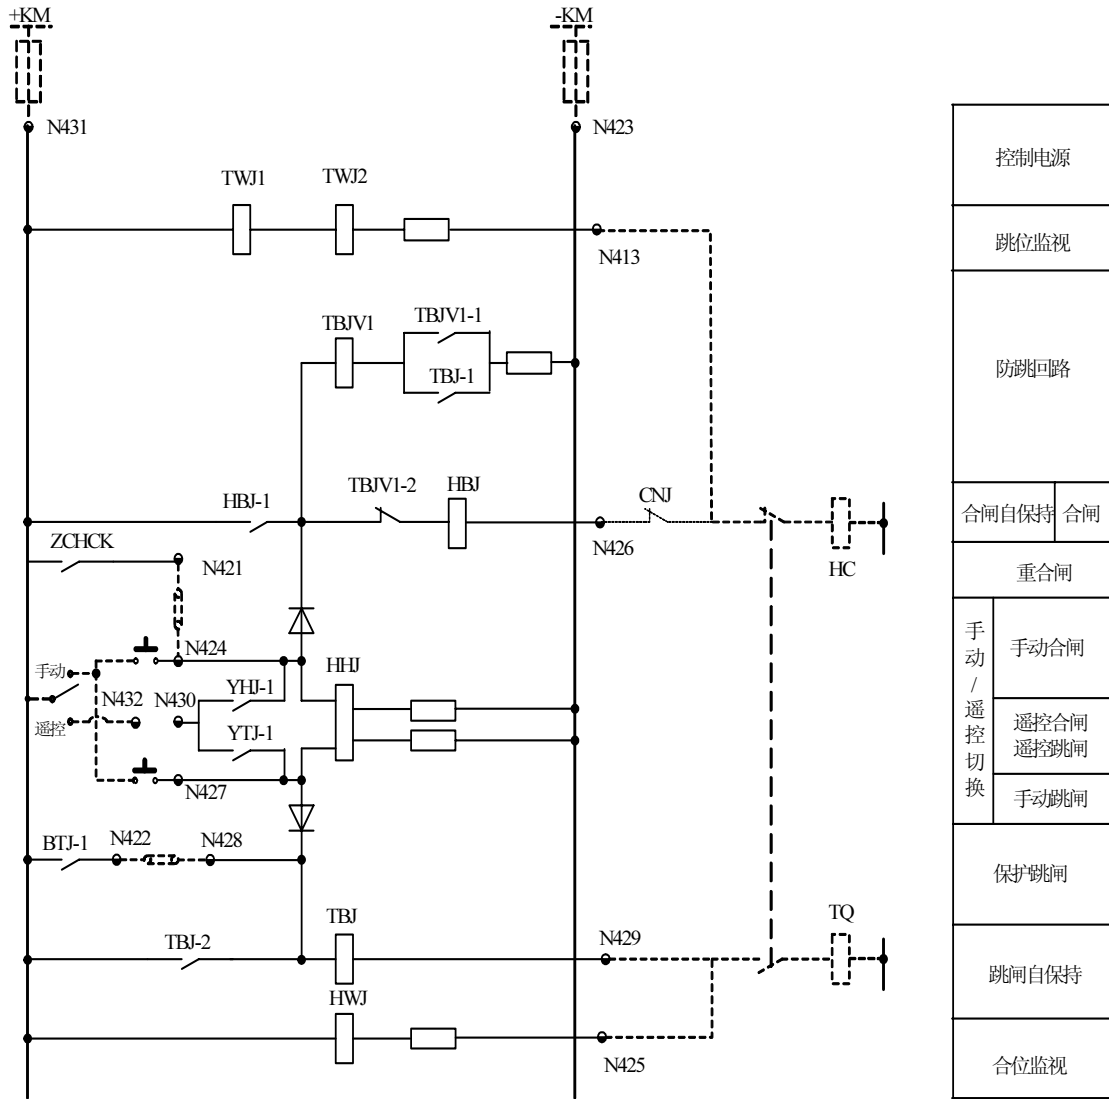 +KM
-KM
N431
N423
控制电源
TWJ1
TWJ2
N413
跳位监视
TBJV1
TBJV1-1
TBJ-1
防跳回路
HBJ-1
TBJV1-2
HBJ
N426
CNJ
HC
合闸自保持
合闸
ZCHCK
N421
重合闸
手动
遥控
N424
N432
N430
YHJ-1
YTJ-1
HHJ
N427
手动/遥控切换
手动合闸
遥控合闸
遥控跳闸
手动跳闸
BTJ-1
N422
N428
保护跳闸
TBJ-2
TBJ
N429
TQ
跳闸自保持
HWJ
N425
合位监视